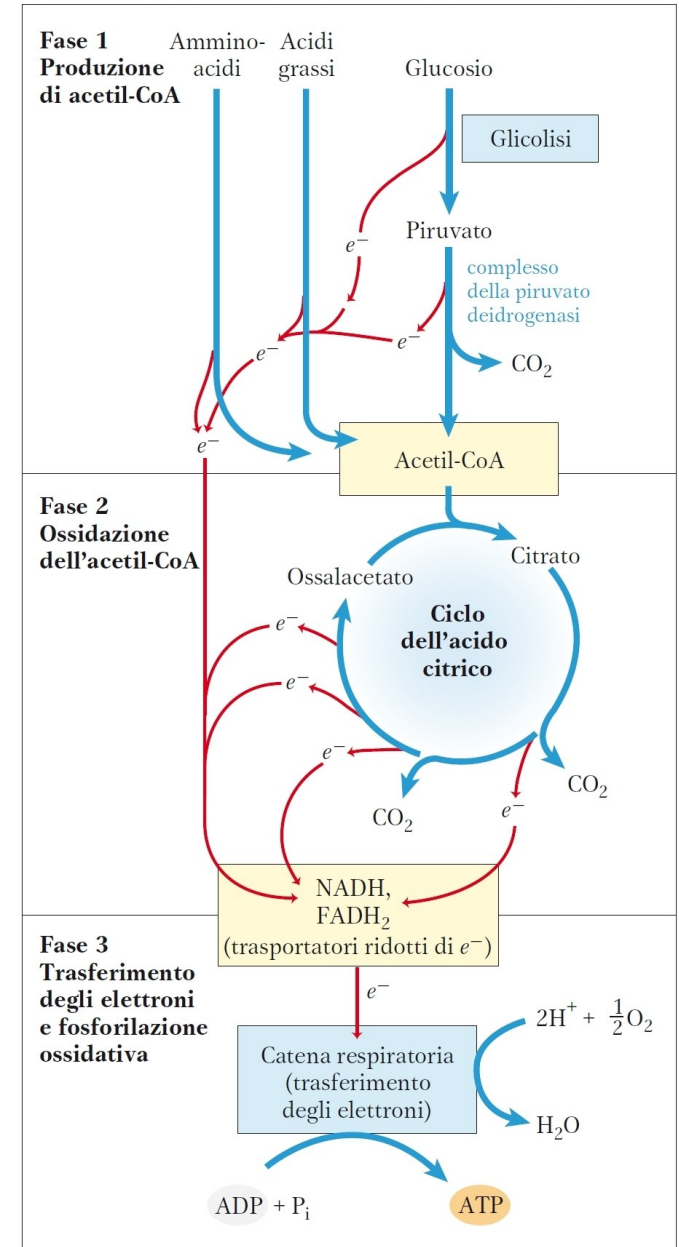 Fase 1
Produzione
di acetil-CoA
Ammino-
acidi
Acidi
grassi
Glucosio
Glicolisi
Piruvato
complesso
della piruvato
deidrogenasi
e−
e−
e−
CO2
e−
Acetil-CoA
Fase 2
Ossidazione
dell’acetil-CoA
Citrato
Ossalacetato
Ciclo
dell’acido
citrico
e−
e−
e−
CO2
e−
CO2
NADH,
FADH2
(trasportatori ridotti di e−)
Fase 3
Trasferimento
degli elettroni
e fosforilazione
ossidativa
e−
2H+ + 1/2O2
Catena respiratoria
(trasferimento
degli elettroni)
H2O
ADP + Pi
ATP